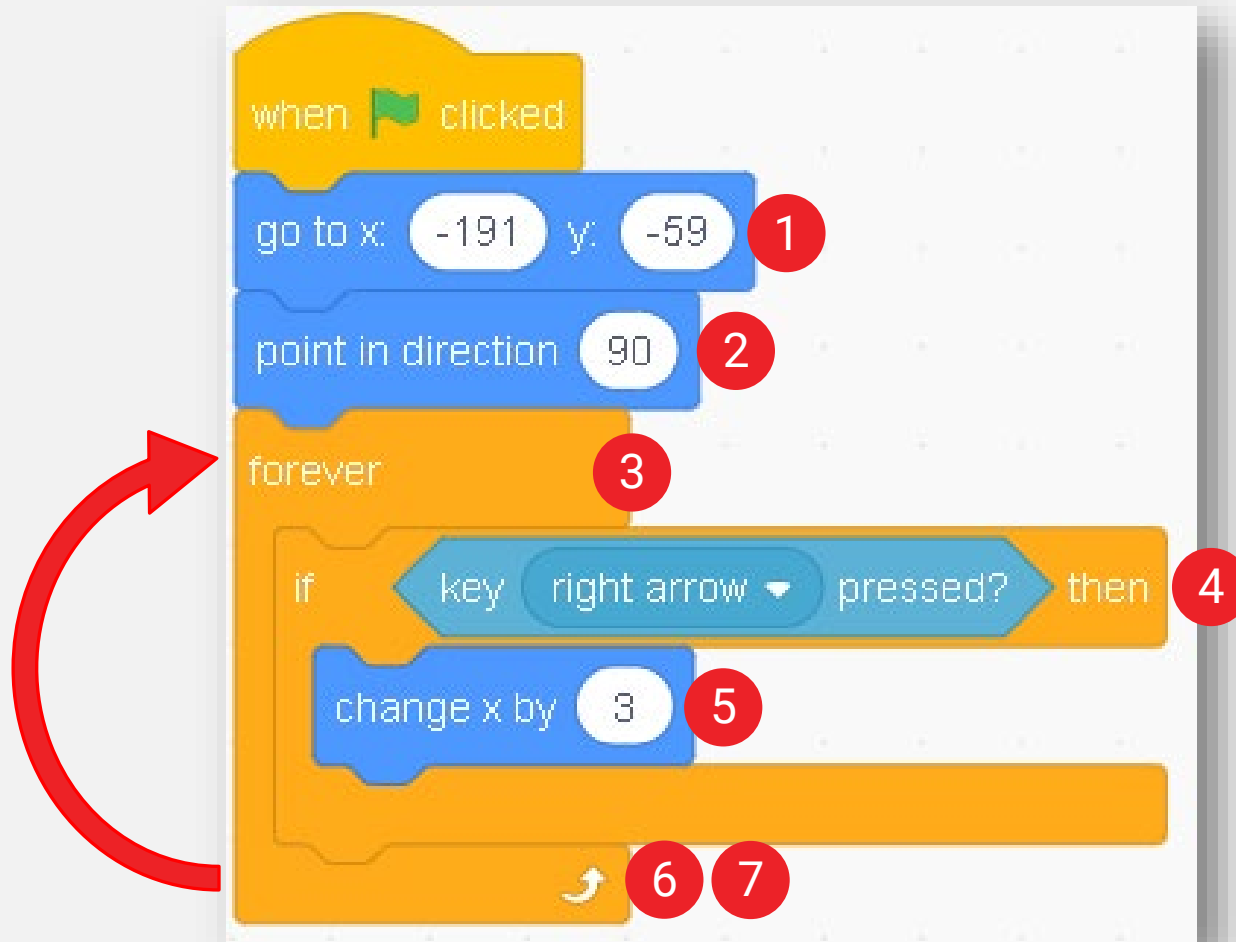 when clicked
go to x: -191 y: -59 1
point in direction 90 2
forever 3
if key right arrow pressed? then 4
change x by 3 5
6 7